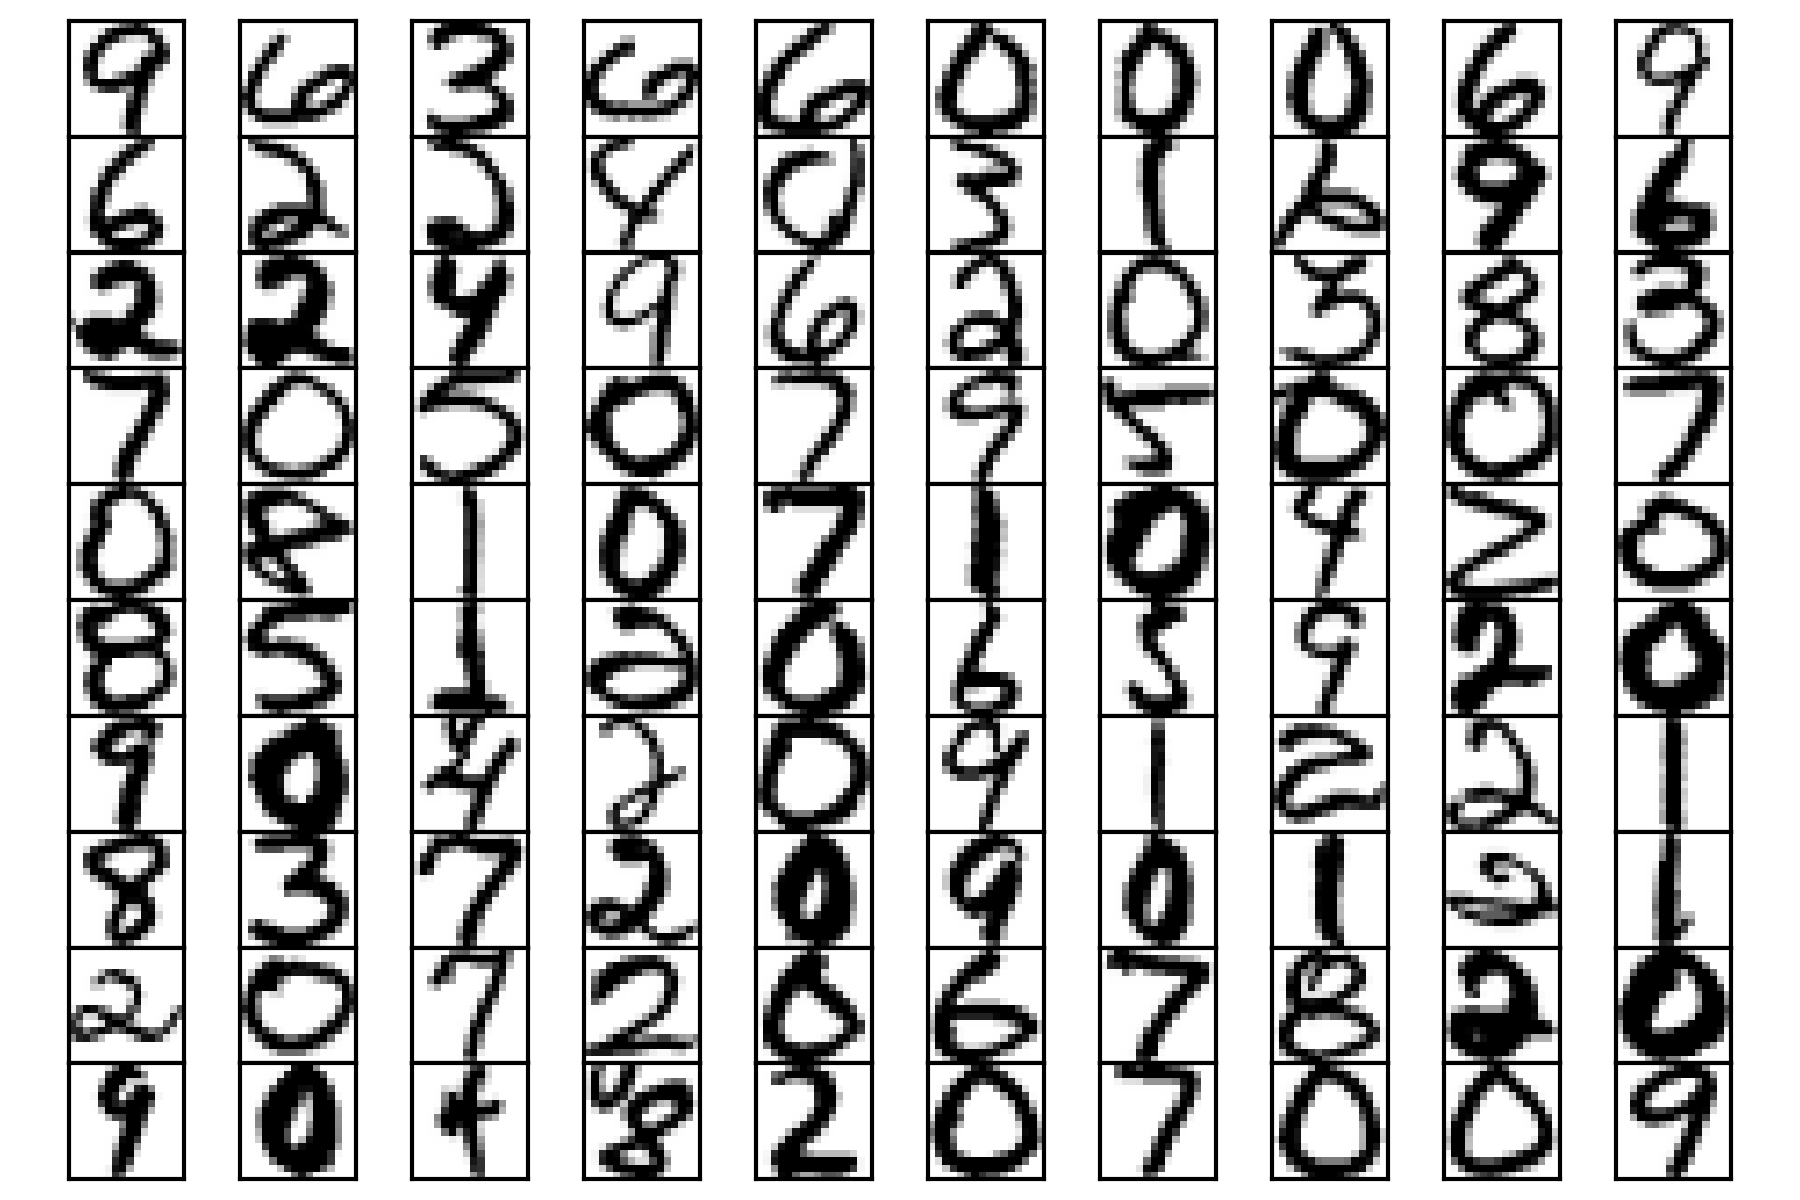 9 6 3 6 6 0 0 0 6 9
6 2 3 4 0 3 1 6 9 6
2 2 4 9 6 2 0 3 8 3
7 0 5 0 7 9 5 0 0 7
0 8 1 0 7 1 0 4 2 0
8 5 1 2 0 6 5 9 2 0
9 0 4 2 0 9 1 2 2 1
8 3 7 2 0 9 0 1 2 1
2 0 7 2 0 6 7 8 2 0
9 0 4 8 2 0 7 0 0 9